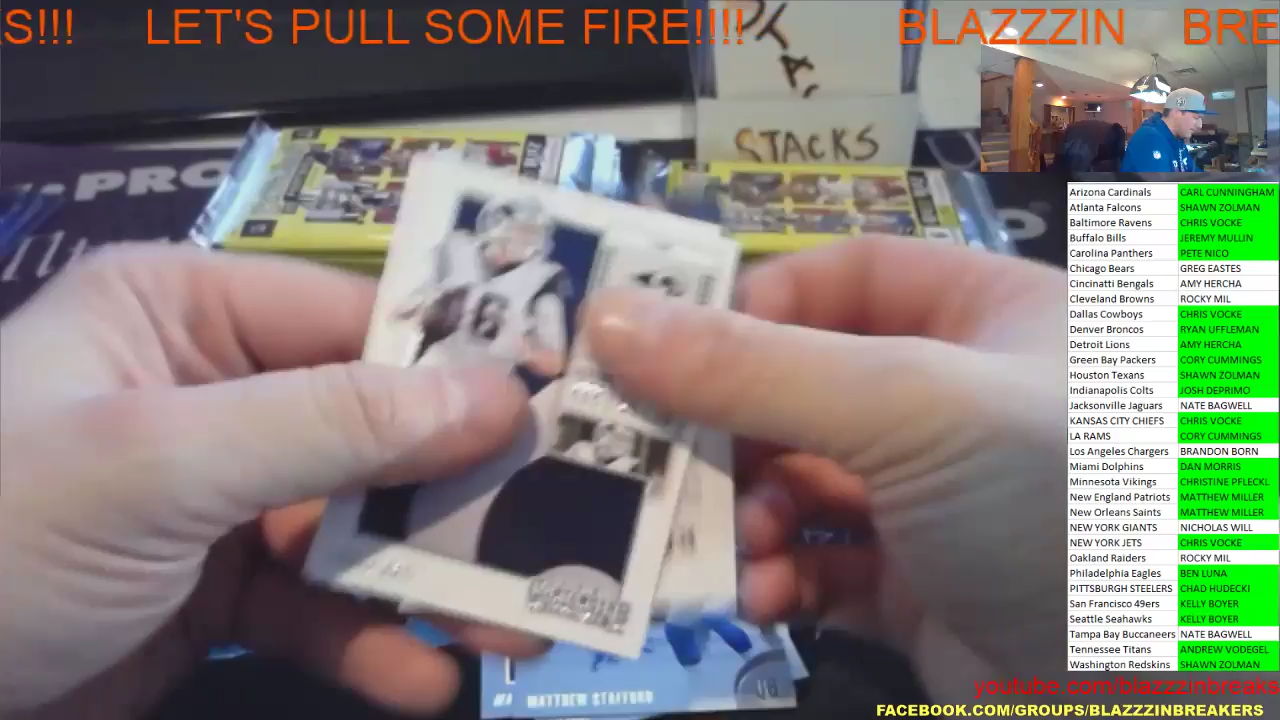 S!!! LET'S PULL SOME FIRE!!!! BLAZZZIN BRE
STACKS
PRO
Arizona Cardinals CARL CUNNINGHAM
Atlanta Falcons SHAWN ZOLMAN
Baltimore Ravens CHRIS VOCKE
Buffalo Bills JEREMY MULLIN
Carolina Panthers PETE NICO
Chicago Bears GREG EASTES
Cincinatti Bengals AMY HERCHA
Cleveland Browns ROCKY MIL
Dallas Cowboys CHRIS VOCKE
Denver Broncos RYAN UFFLEMAN
Detroit Lions AMY HERCHA
Green Bay Packers CORY CUMMINGS
Houston Texans SHAWN ZOLMAN
Indianapolis Colts JOSH DEPRIMO
Jacksonville Jaguars NATE BAGWELL
KANSAS CITY CHIEFS CHRIS VOCKE
LA RAMS CORY CUMMINGS
Los Angeles Chargers BRANDON BORN
Miami Dolphins DAN MORRIS
Minnesota Vikings CHRISTINE PFLECKL
New England Patriots MATTHEW MILLER
New Orleans Saints MATTHEW MILLER
NEW YORK GIANTS NICHOLAS WILL
NEW YORK JETS CHRIS VOCKE
Oakland Raiders ROCKY MIL
Philadelphia Eagles BEN LUNA
PITTSBURGH STEELERS CHAD HUDECKI
San Francisco 49ers KELLY BOYER
Seattle Seahawks KELLY BOYER
Tampa Bay Buccaneers NATE BAGWELL
Tennessee Titans ANDREW VODEGEL
Washington Redskins SHAWN ZOLMAN
MATTHEW STAFFORD
youtube.com/blazzzinbreaks
FACEBOOK.COM/GROUPS/BLAZZZINBREAKERS